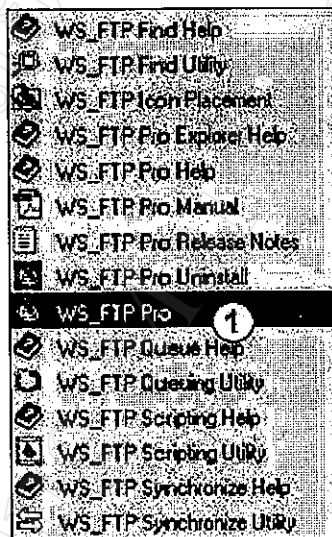 WS_FTP Find Help
WS_FTP Find Utility
WS_FTP Icon Placement
WS_FTP Pro Explorer Help
WS_FTP Pro Help
WS_FTP Pro Manual
WS_FTP Pro Release Notes
WS_FTP Pro Uninstall
WS_FTP Pro 1
WS_FTP Queue Help
WS_FTP Queuing Utility
WS_FTP Scripting Help
WS_FTP Scripting Utility
WS_FTP Synchronize Help
WS_FTP Synchronize Utility